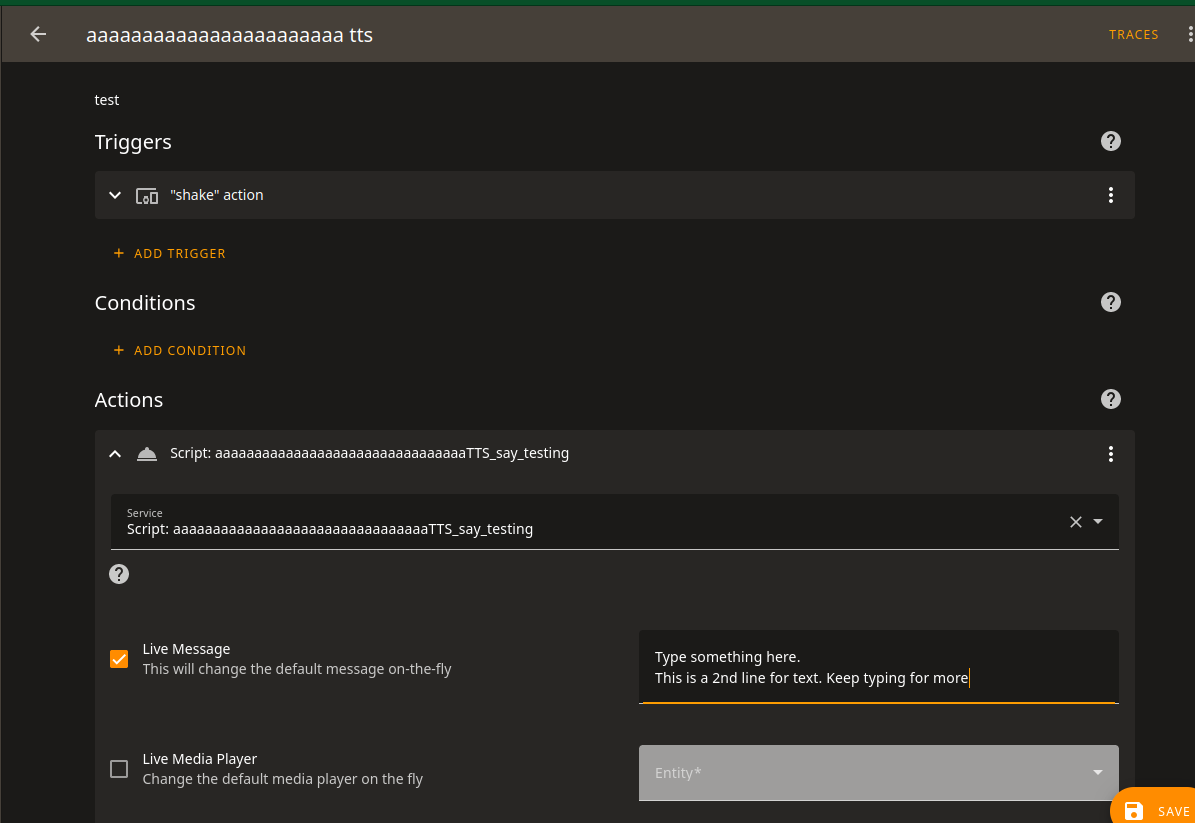 aaaaaaaaaaaaaaaaaaaaaaa tts
TRACES
test
Triggers
"shake" action
+ ADD TRIGGER
Conditions
+ ADD CONDITION
Actions
Script: aaaaaaaaaaaaaaaaaaaaaaaaaaaaaaaaTTS_say_testing
Service
Script: aaaaaaaaaaaaaaaaaaaaaaaaaaaaaaaaTTS_say_testing
Live Message
This will change the default message on-the-fly
Type something here.
This is a 2nd line for text. Keep typing for more
Live Media Player
Change the default media player on the fly
Entity*
SAVE